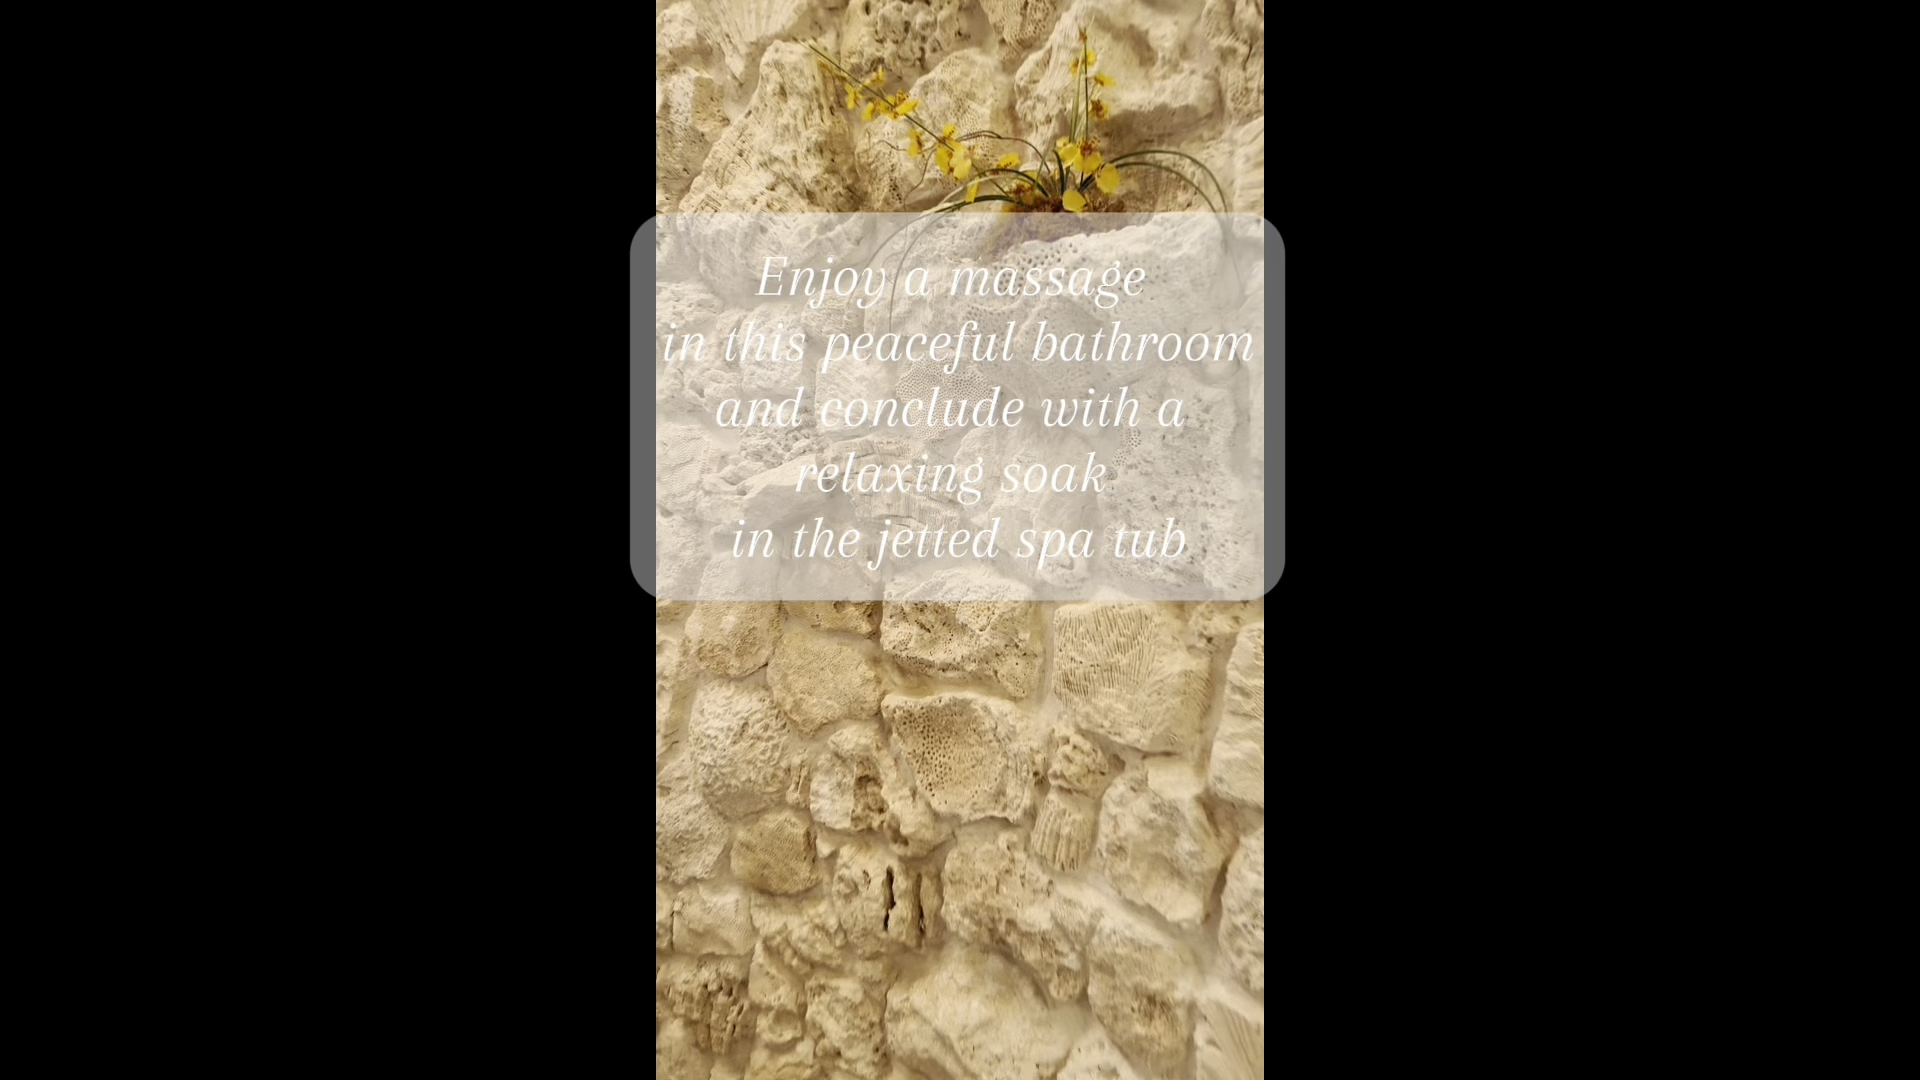 Enjoy a massage
in this peaceful bathroom
and conclude with a
relaxing soak
in the jetted spa tub